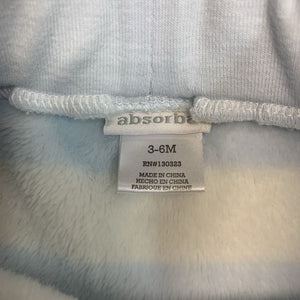 absorba
3-6M
RN#130323
MADE IN CHINA
HECHO EN CHINA
FABRIQUE EN CHINE